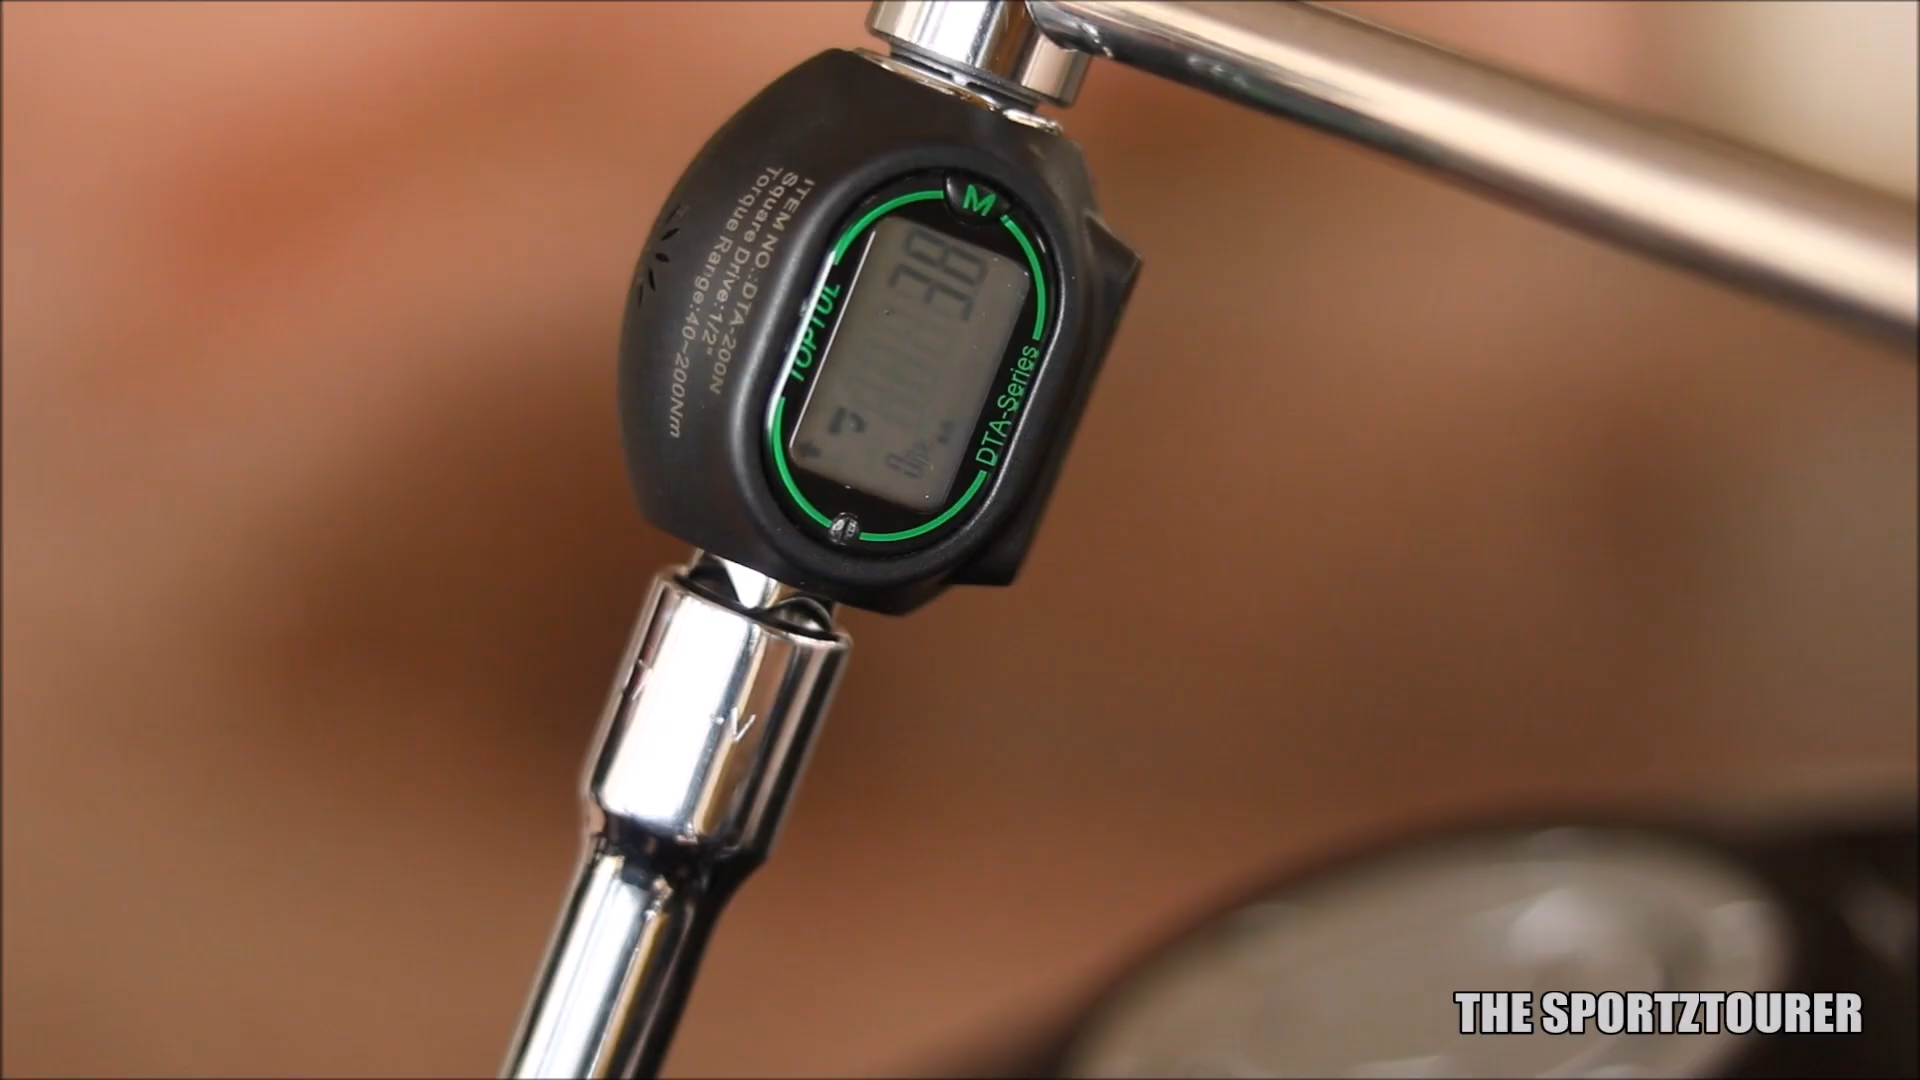 ITEM NO.:DTA-200N
Square Drive:1/2"
Torque Range:40~200Nm
TOPTUL
M
DTA-Series
THE SPORTZTOURER